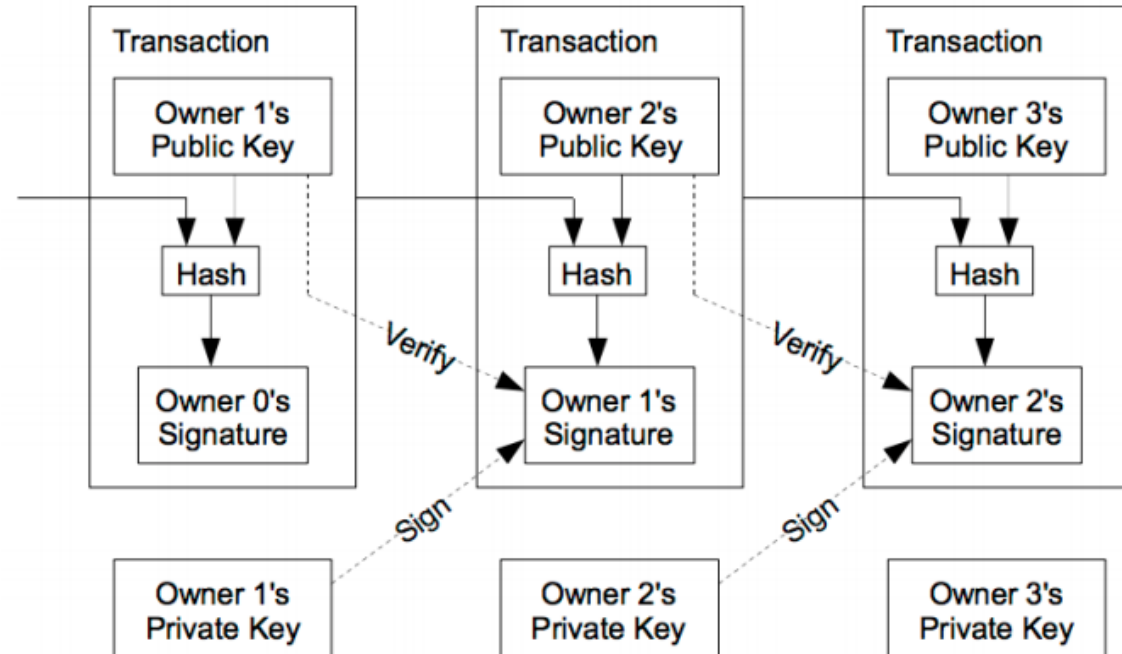 Transaction
Transaction
Transaction
Owner 1's
Public Key
Owner 2's
Public Key
Owner 3's
Public Key
Hash
Hash
Hash
Verify
Verify
Owner 0's
Signature
Owner 1's
Signature
Owner 2's
Signature
Sign
Sign
Owner 1's
Private Key
Owner 2's
Private Key
Owner 3's
Private Key